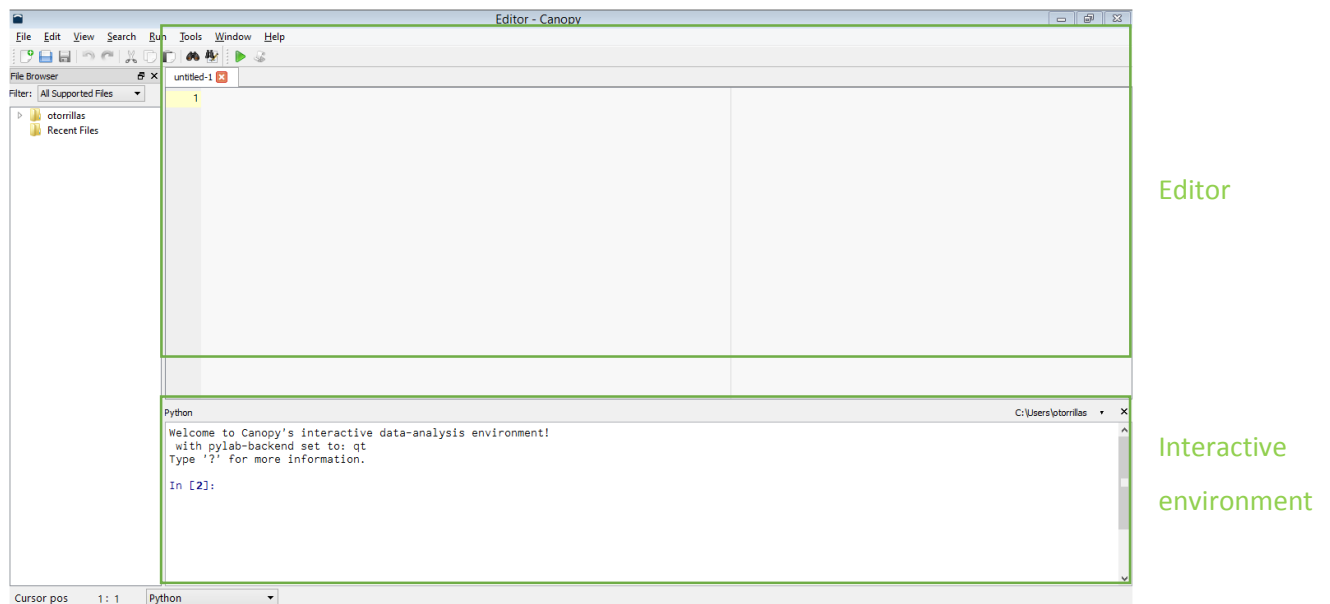 Editor - Canopy
File Edit View Search Run Tools Window Help
File Browser
Filter: All Supported Files
otorrillas
Recent Files
untitled-1
1
Editor
Python C:\Users\otorrillas
Welcome to Canopy's interactive data-analysis environment!
with pylab-backend set to: qt
Type '?' for more information.
In [2]:
Interactive
environment
Cursor pos 1: 1 Python